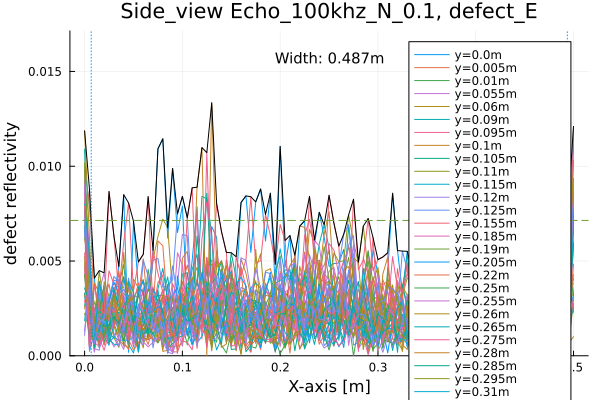 Side_view Echo_100khz_N_0.1, defect_E
Width: 0.487m
defect reflectivity
0.015
0.010
0.005
0.000
0.0
0.1
0.2
0.3
.5
X-axis [m]
y=0.0m
y=0.005m
y=0.01m
y=0.055m
y=0.06m
y=0.09m
y=0.095m
y=0.1m
y=0.105m
y=0.11m
y=0.115m
y=0.12m
y=0.125m
y=0.155m
y=0.185m
y=0.19m
y=0.205m
y=0.22m
y=0.25m
y=0.255m
y=0.26m
y=0.265m
y=0.275m
y=0.28m
y=0.285m
y=0.295m
y=0.31m